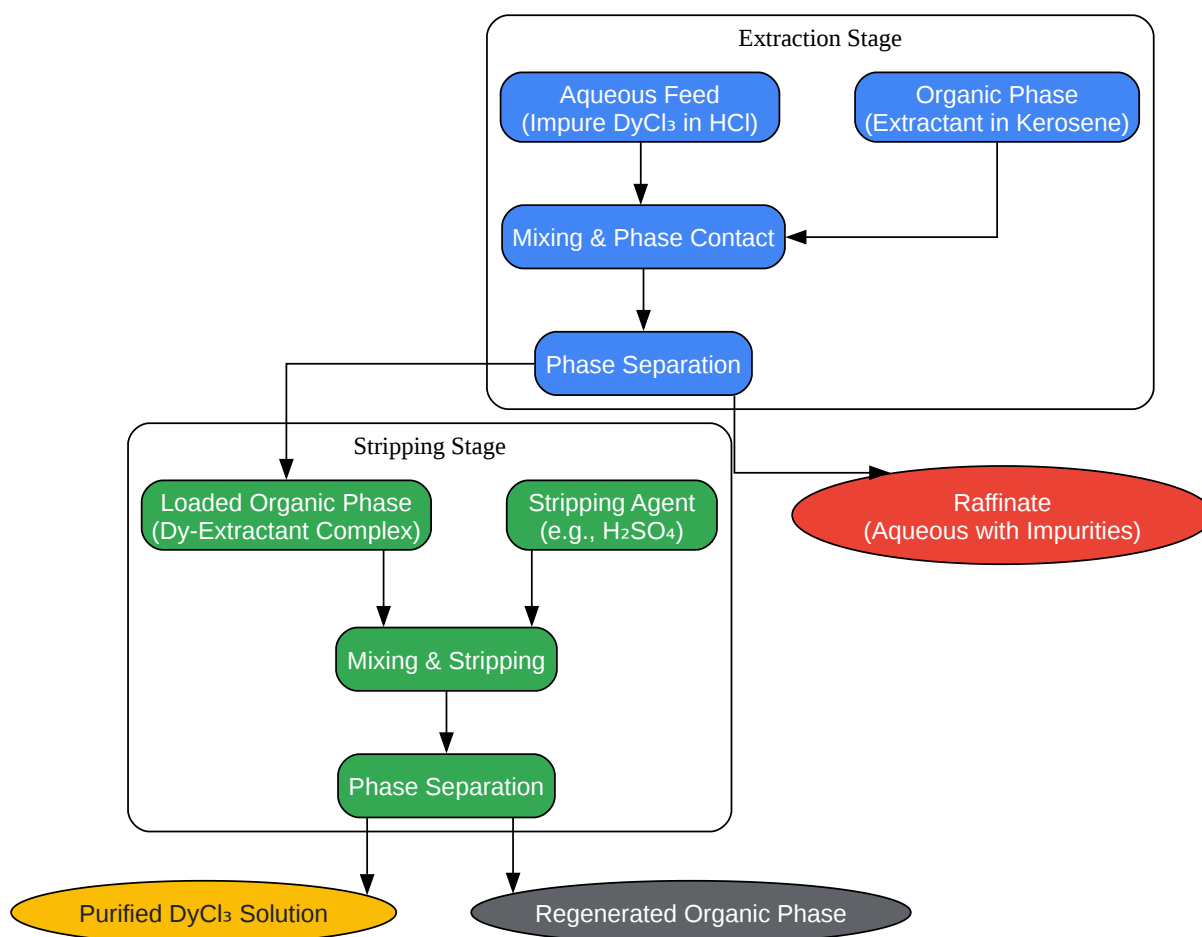 Extraction Stage
Aqueous Feed
(Impure DyCl₃ in HCl)
Organic Phase
(Extractant in Kerosene)
Mixing & Phase Contact
Phase Separation
Stripping Stage
Loaded Organic Phase
(Dy-Extractant Complex)
Stripping Agent
(e.g., H₂SO₄)
Raffinate
(Aqueous with Impurities)
Mixing & Stripping
Phase Separation
Purified DyCl₃ Solution
Regenerated Organic Phase